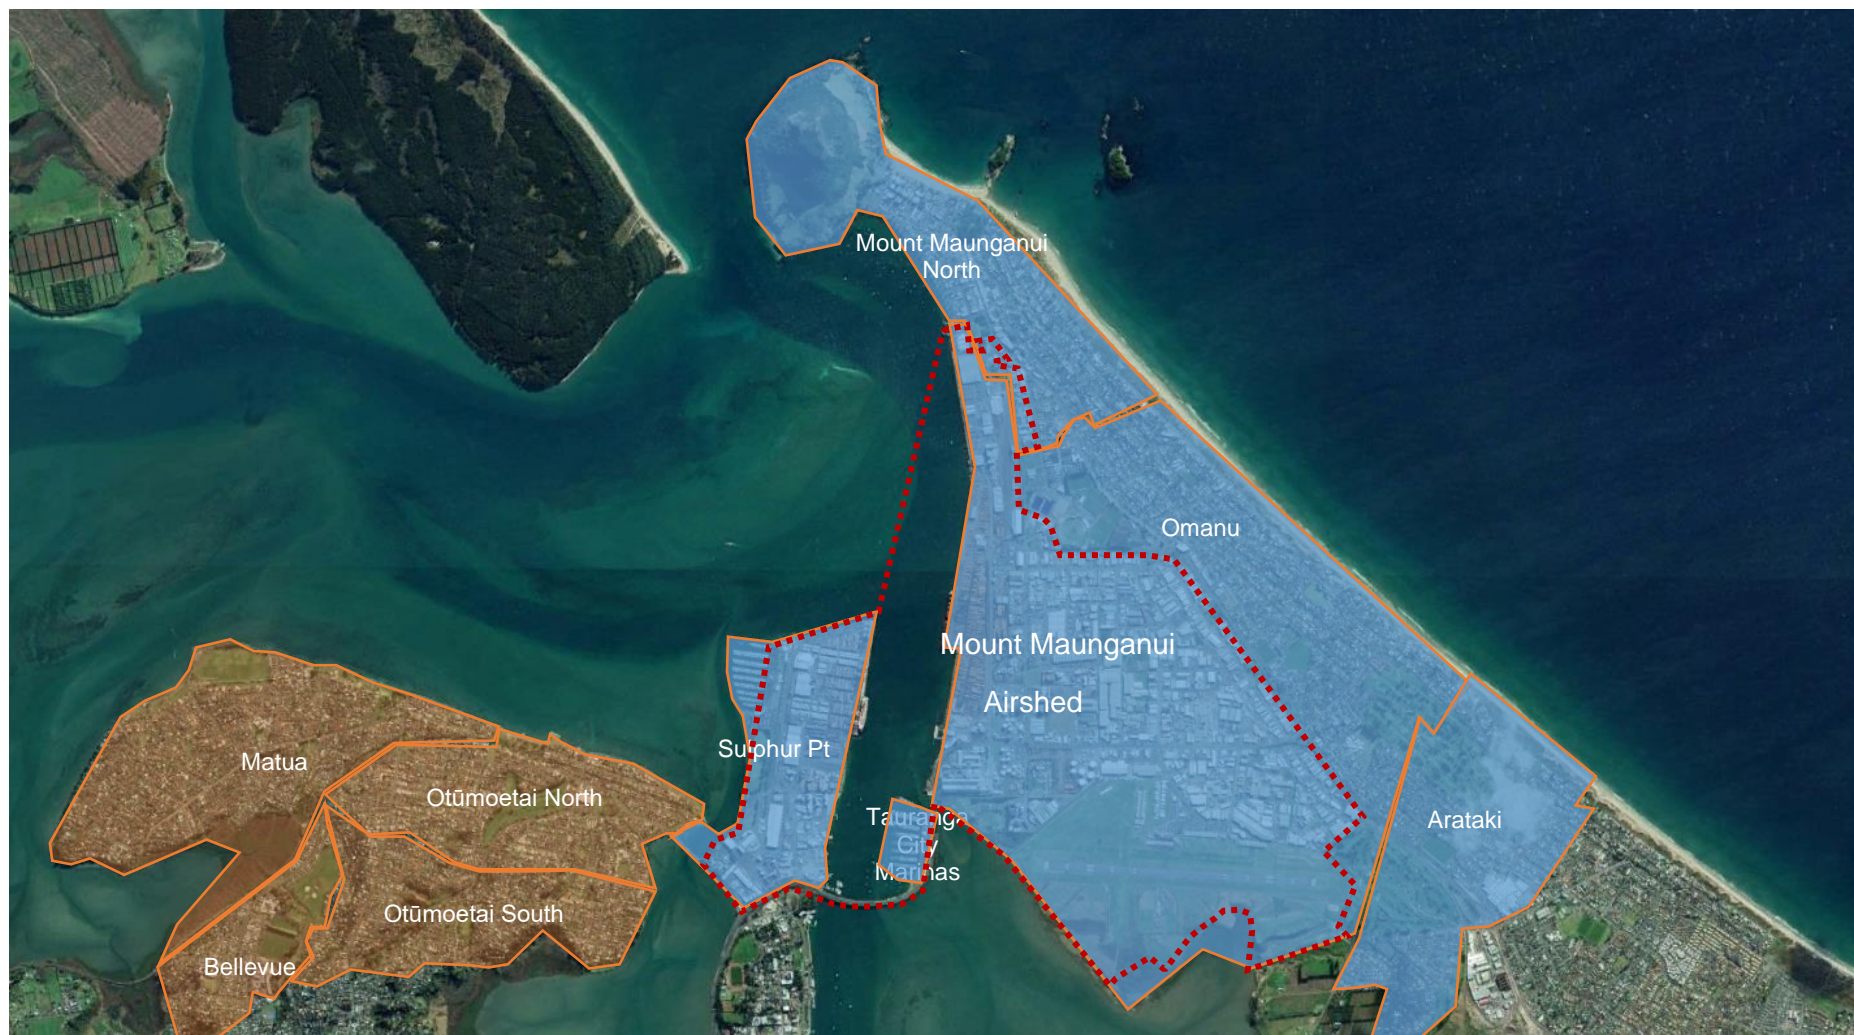 Mount Maunganui
North
Omanu
Mount Maunganui
Airshed
Sulphur Pt
Matua
Otūmoetai North
Tauranga
City
Marinas
Arataki
Otūmoetai South
Bellevue